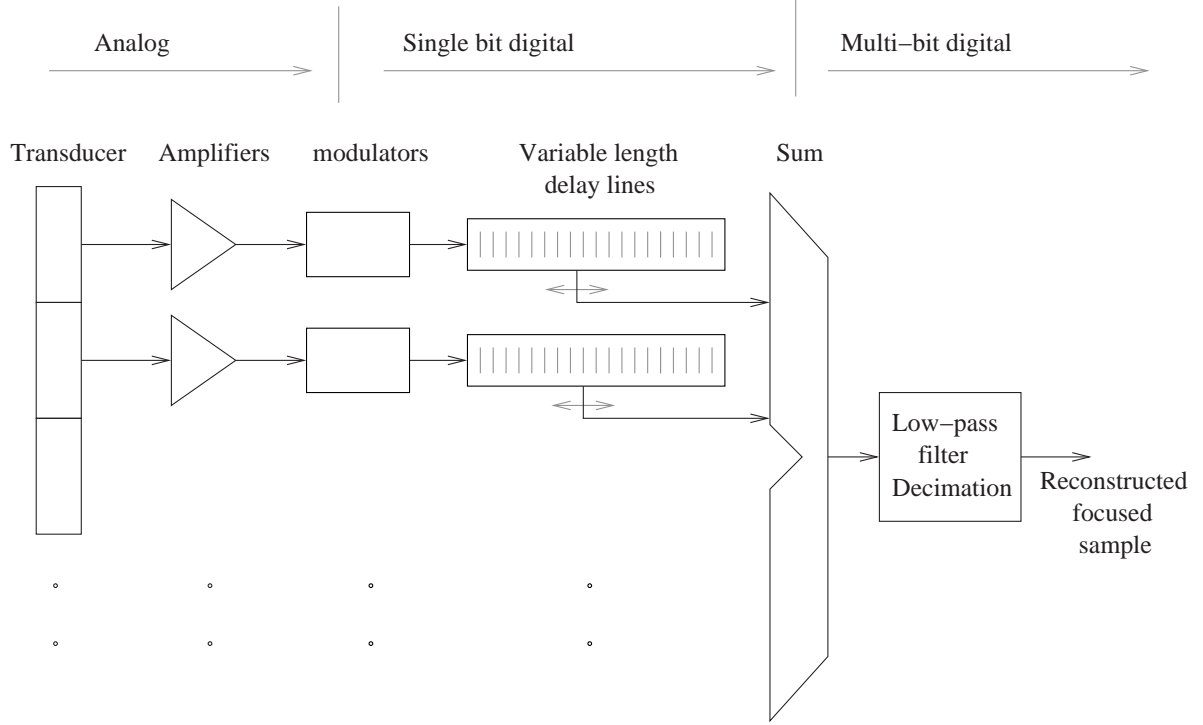 Analog
Single bit digital
Multi−bit digital
Transducer
Amplifiers
modulators
Variable length
delay lines
Sum
Low−pass
filter
Decimation
Reconstructed
focused
sample